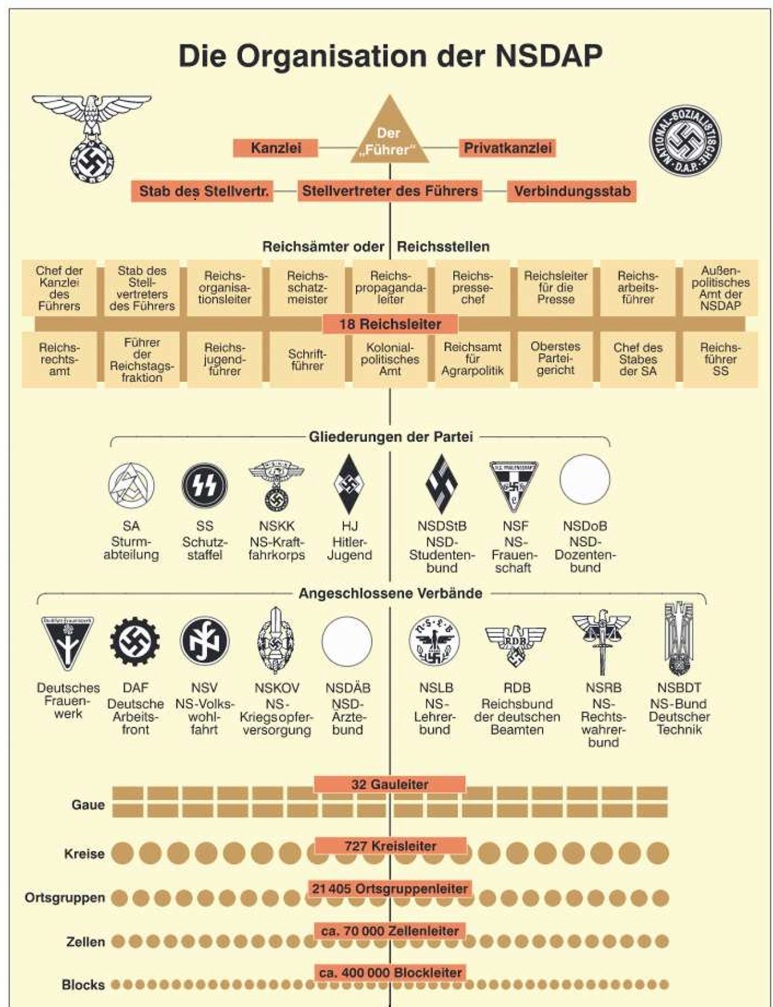 Die Organisation der NSDAP
NATIONAL-SOZIALISTISCHE-
D.A.P.
Der
„Führer“
Kanzlei
Privatkanzlei
Stab des Stellvertr.
Stellvertreter des Führers
Verbindungsstab
Reichsämter oder Reichsstellen
Chef der
Kanzlei
des
Führers
Stab des
Stell-
vertreters
des Führers
Reichs-
organisa-
tionsleiter
Reichs-
schatz-
meister
Reichs-
propaganda-
leiter
Reichs-
presse-
chef
Reichsleiter
für die
Presse
Reichs-
arbeits-
führer
Außen-
politisches
Amt der
NSDAP
18 Reichsleiter
Reichs-
rechts-
amt
Führer
der
Reichstags-
fraktion
Reichs-
jugend-
führer
Schrift-
führer
Kolonial-
politisches
Amt
Reichsamt
für
Agrarpolitik
Oberstes
Partei-
gericht
Chef des
Stabes
der SA
Reichs-
führer
SS
Gliederungen der Partei
SA
Sturm-
abteilung
SS
Schutz-
staffel
NSKK
NS-Kraft-
fahrkorps
HJ
Hitler-
Jugend
NSDStB
NSD-
Studenten-
bund
N.S. FRAUENSCHAFT
NSF
NS-
Frauen-
schaft
NSDoB
NSD-
Dozenten-
bund
Angeschlossene Verbände
Deutsches Frauenwerk
Deutsches
Frauen-
werk
DAF
Deutsche
Arbeits-
front
NSV
NS-Volks-
wohl-
fahrt
NSKOV
NS-
Kriegsopfer-
versorgung
NSDÄB
NSD-
Ärzte-
bund
N·S·L·B
NSLB
NS-
Lehrer-
bund
RDB
RDB
Reichsbund
der deutschen
Beamten
NSRB
NS-
Rechts-
wahrer-
bund
NSBDT
NS-Bund
Deutscher
Technik
32 Gauleiter
Gaue
727 Kreisleiter
Kreise
21 405 Ortsgruppenleiter
Ortsgruppen
ca. 70 000 Zellenleiter
Zellen
ca. 400 000 Blockleiter
Blocks